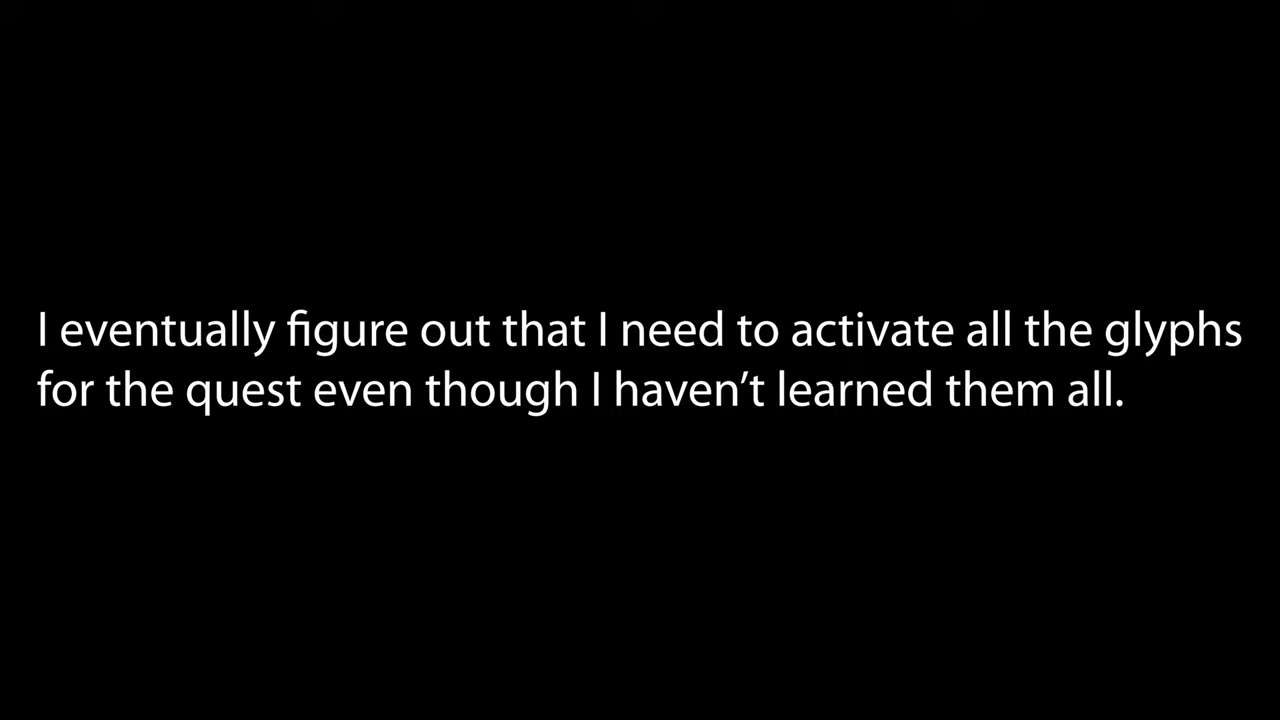 I eventually figure out that I need to activate all the glyphs
for the quest even though I haven’t learned them all.